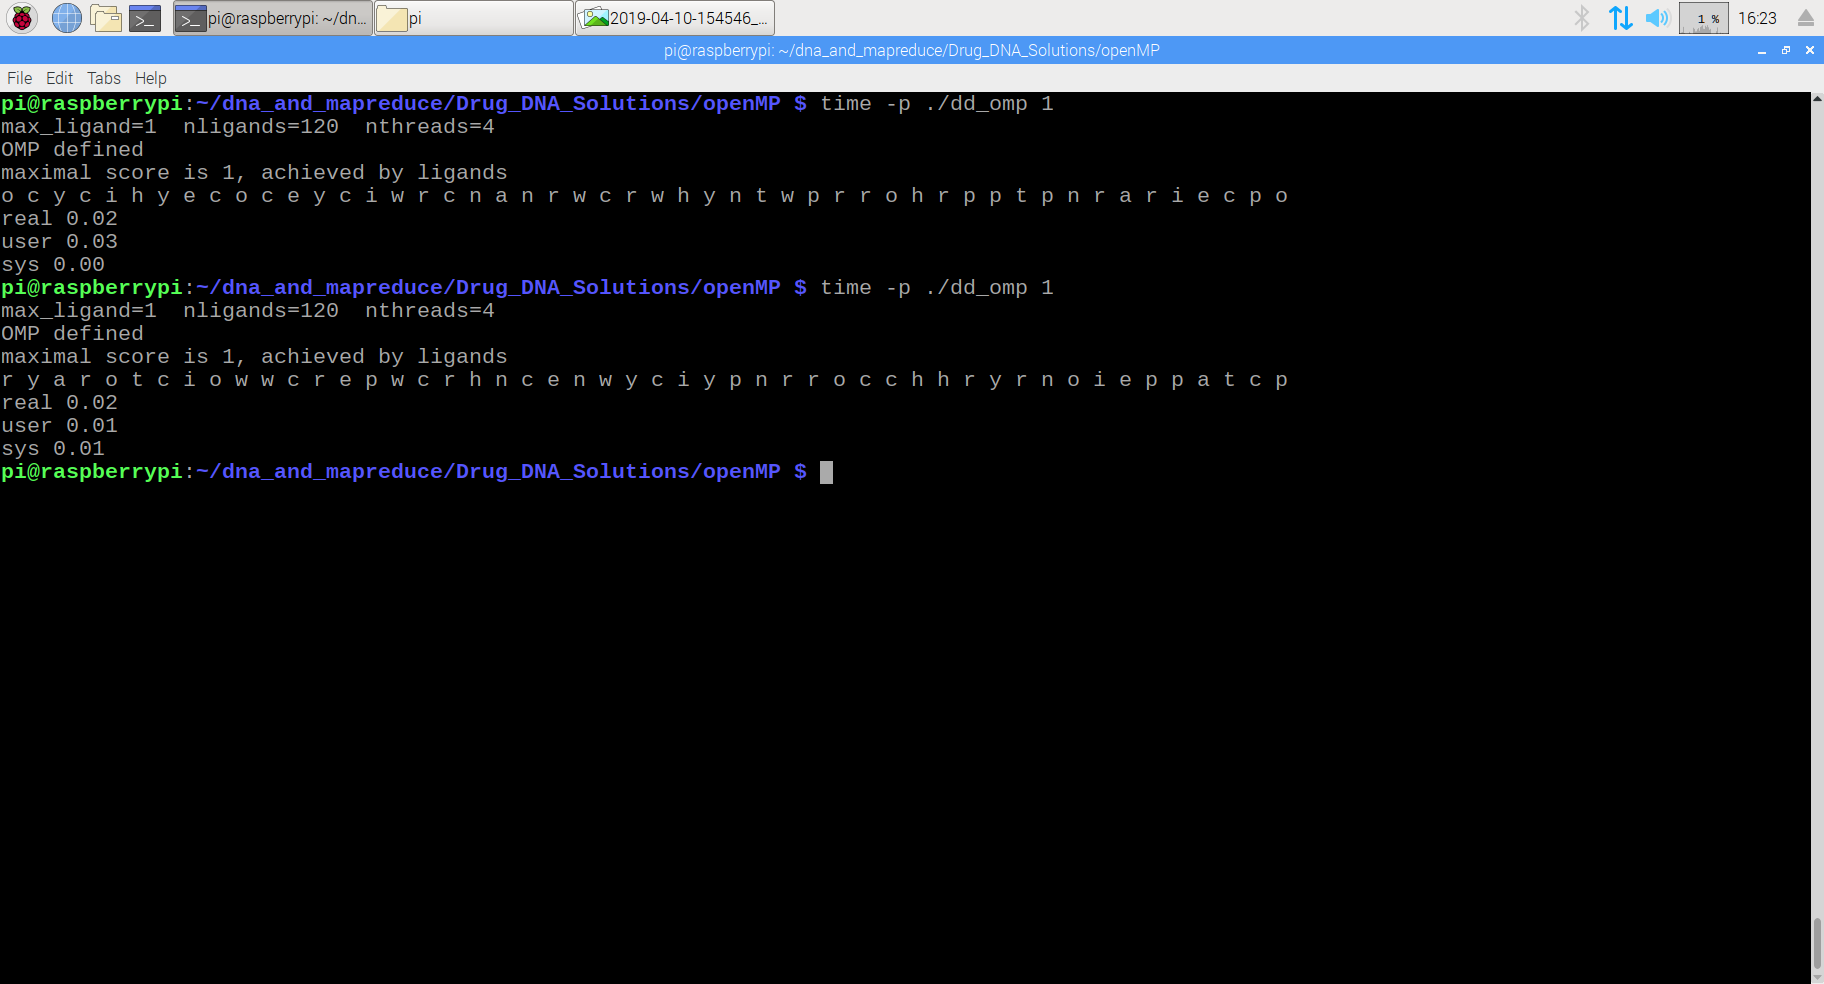 pi@raspberrypi: ~/dn... pi 2019-04-10-154546_... 1 % 16:23
pi@raspberrypi: ~/dna_and_mapreduce/Drug_DNA_Solutions/openMP
File Edit Tabs Help
pi@raspberrypi:~/dna_and_mapreduce/Drug_DNA_Solutions/openMP $ time -p ./dd_omp 1
max_ligand=1  nligands=120  nthreads=4
OMP defined
maximal score is 1, achieved by ligands
o c y c i h y e c o c e y c i w r c n a n r w c r w h y n t w p r r o h r p p t p n r a r i e c p o
real 0.02
user 0.03
sys 0.00
pi@raspberrypi:~/dna_and_mapreduce/Drug_DNA_Solutions/openMP $ time -p ./dd_omp 1
max_ligand=1  nligands=120  nthreads=4
OMP defined
maximal score is 1, achieved by ligands
r y a r o t c i o w w c r e p w c r h n c e n w y c i y p n r r o c c h h r y r n o i e p p a t c p
real 0.02
user 0.01
sys 0.01
pi@raspberrypi:~/dna_and_mapreduce/Drug_DNA_Solutions/openMP $